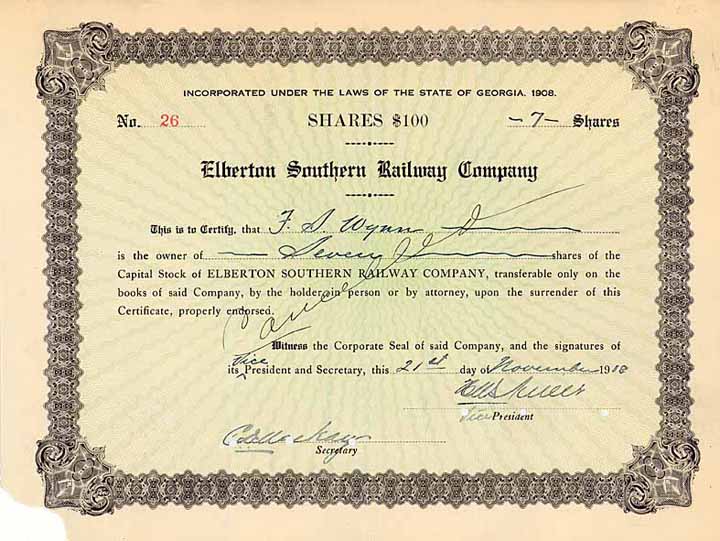 INCORPORATED UNDER THE LAWS OF THE STATE OF GEORGIA. 1908.
No. 26 SHARES $100 -7- Shares
Elberton Southern Railway Company
This is to Certify, that F. S. Wynn
is the owner of Seven shares of the
Capital Stock of ELBERTON SOUTHERN RAILWAY COMPANY, transferable only on the
books of said Company, by the holder in person or by attorney, upon the surrender of this
Certificate, properly endorsed.
Cancelled
Witness the Corporate Seal of said Company, and the signatures of
Vice
its President and Secretary, this 21st day of November 1918
Vice President
Secretary